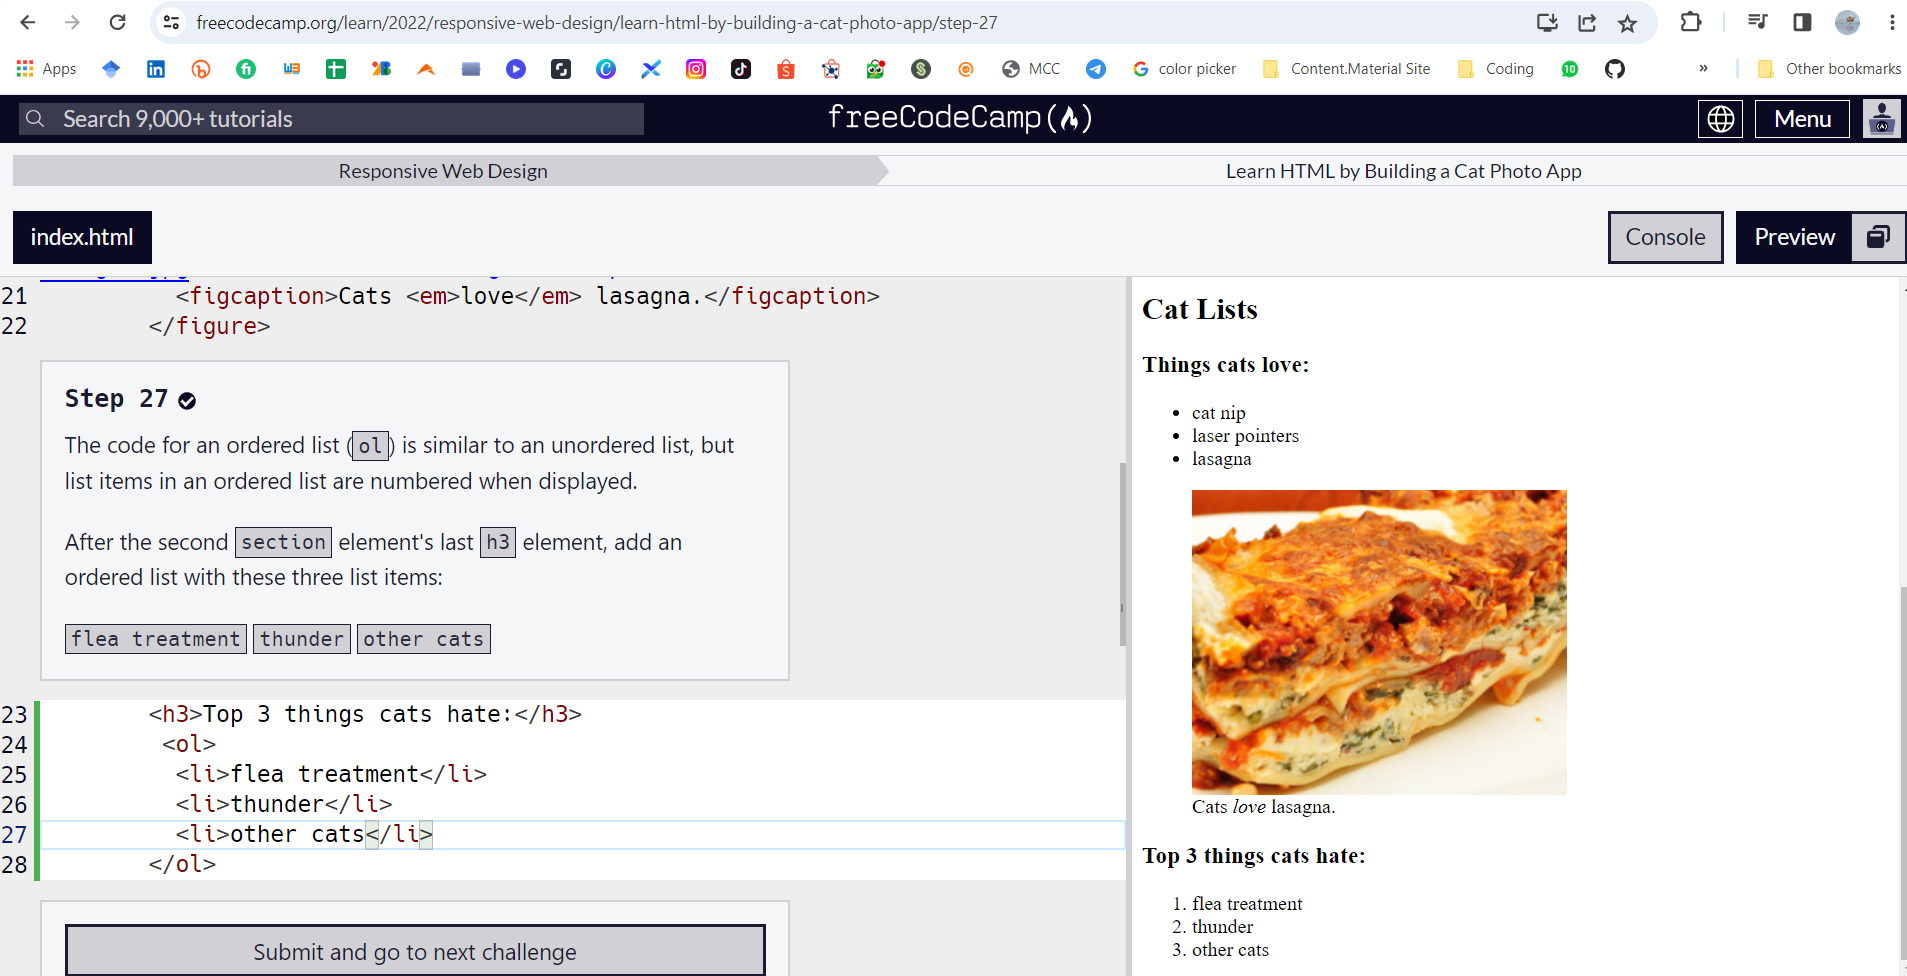 freecodecamp.org/learn/2022/responsive-web-design/learn-html-by-building-a-cat-photo-app/step-27
Apps
MCC
color picker
Content.Material Site
Coding
10
»
Other bookmarks
Search 9,000+ tutorials
freeCodeCamp
Menu
Responsive Web Design
Learn HTML by Building a Cat Photo App
index.html
Console
Preview
21 <figcaption>Cats <em>love</em> lasagna.</figcaption>
22 </figure>
Step 27
The code for an ordered list (ol) is similar to an unordered list, but
list items in an ordered list are numbered when displayed.
After the second section element's last h3 element, add an
ordered list with these three list items:
flea treatment thunder other cats
23 <h3>Top 3 things cats hate:</h3>
24 <ol>
25 <li>flea treatment</li>
26 <li>thunder</li>
27 <li>other cats</li>
28 </ol>
Submit and go to next challenge
Cat Lists
Things cats love:
• cat nip
• laser pointers
• lasagna
Cats love lasagna.
Top 3 things cats hate:
1. flea treatment
2. thunder
3. other cats